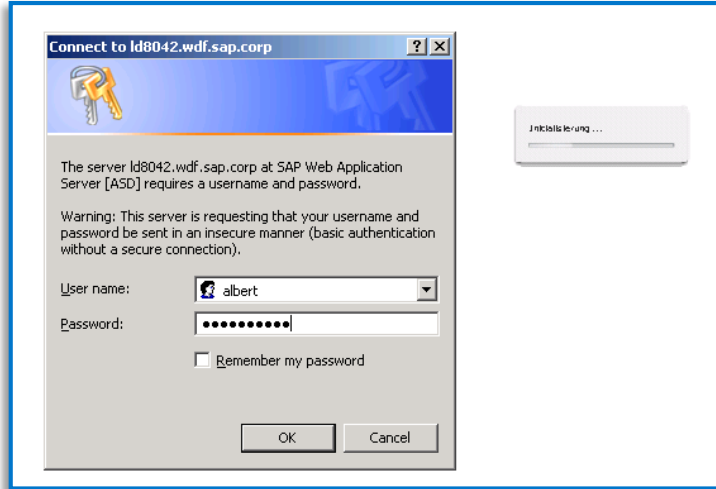 Connect to ld8042.wdf.sap.corp
The server ld8042.wdf.sap.corp at SAP Web Application
Server [ASD] requires a username and password.
Warning: This server is requesting that your username and
password be sent in an insecure manner (basic authentication
without a secure connection).
User name:
albert
Password:
••••••••••
Remember my password
OK Cancel
Initialisierung ...